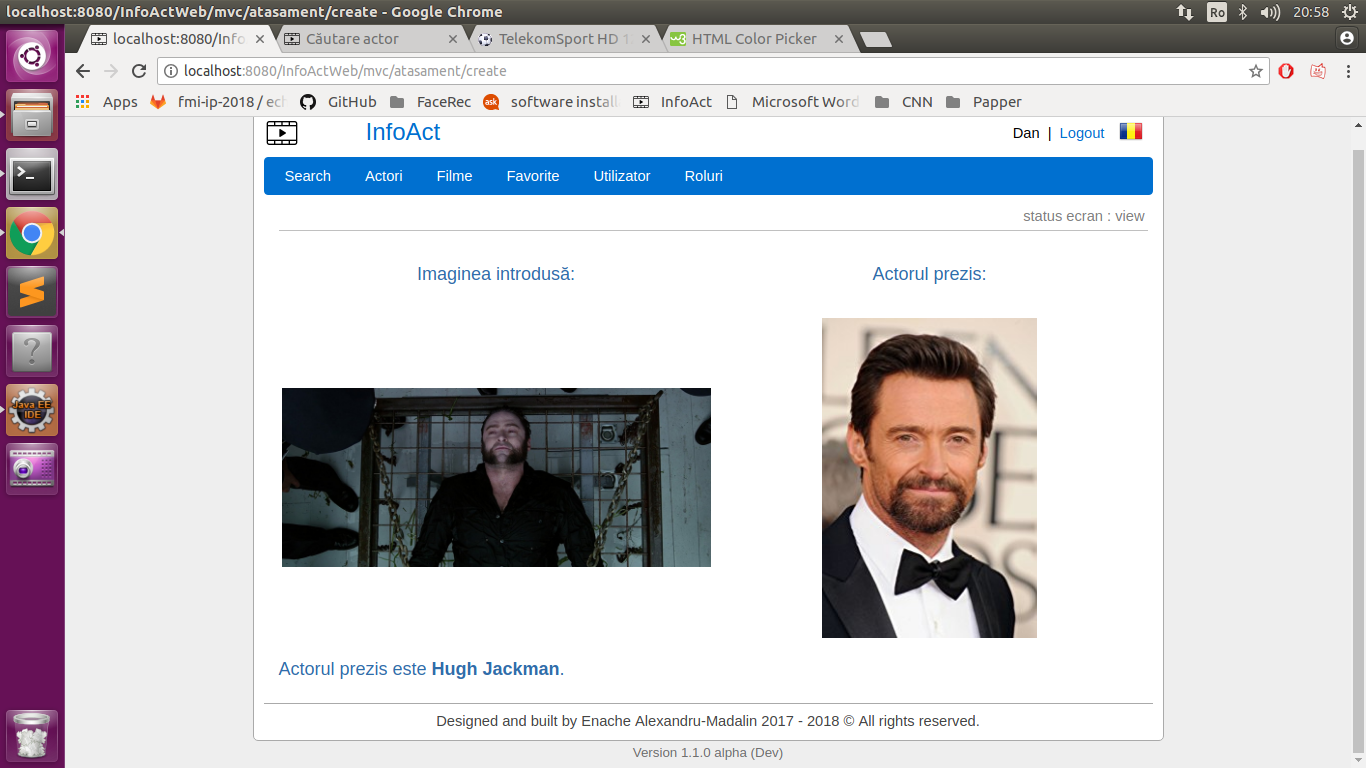 localhost:8080/InfoActWeb/mvc/atasament/create - Google Chrome
Ro
20:58
localhost:8080/Info
Căutare actor
TelekomSport HD 1
HTML Color Picker
localhost:8080/InfoActWeb/mvc/atasament/create
Apps
fmi-ip-2018 / ech
GitHub
FaceRec
ask
software install
InfoAct
Microsoft Word
CNN
Papper
InfoAct
Dan | Logout
Search Actori Filme Favorite Utilizator Roluri
status ecran : view
Imaginea introdusă:
Actorul prezis:
Java EE
IDE
Actorul prezis este Hugh Jackman.
Designed and built by Enache Alexandru-Madalin 2017 - 2018 © All rights reserved.
Version 1.1.0 alpha (Dev)